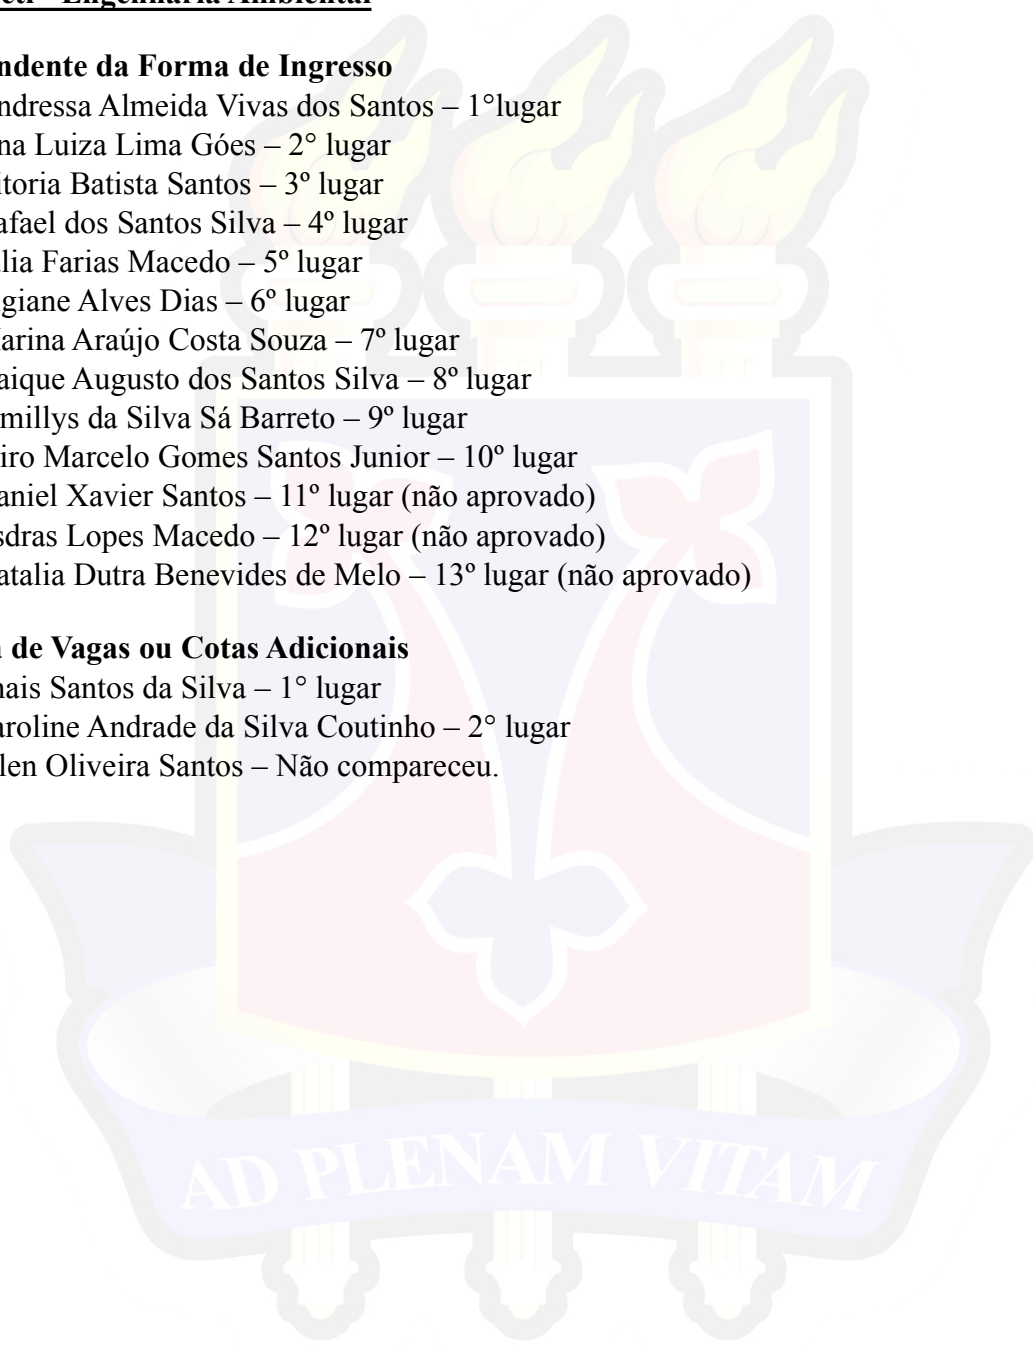 Engenharia Ambiental
ndente da Forma de Ingresso
ndressa Almeida Vivas dos Santos – 1°lugar
na Luiza Lima Góes – 2° lugar
itoria Batista Santos – 3º lugar
afael dos Santos Silva – 4º lugar
lia Farias Macedo – 5º lugar
giane Alves Dias – 6º lugar
arina Araújo Costa Souza – 7º lugar
aique Augusto dos Santos Silva – 8º lugar
millys da Silva Sá Barreto – 9º lugar
iro Marcelo Gomes Santos Junior – 10º lugar
aniel Xavier Santos – 11º lugar (não aprovado)
sdras Lopes Macedo – 12º lugar (não aprovado)
atalia Dutra Benevides de Melo – 13º lugar (não aprovado)
de Vagas ou Cotas Adicionais
hais Santos da Silva – 1° lugar
aroline Andrade da Silva Coutinho – 2° lugar
len Oliveira Santos – Não compareceu.
AD PLENAM VITAM